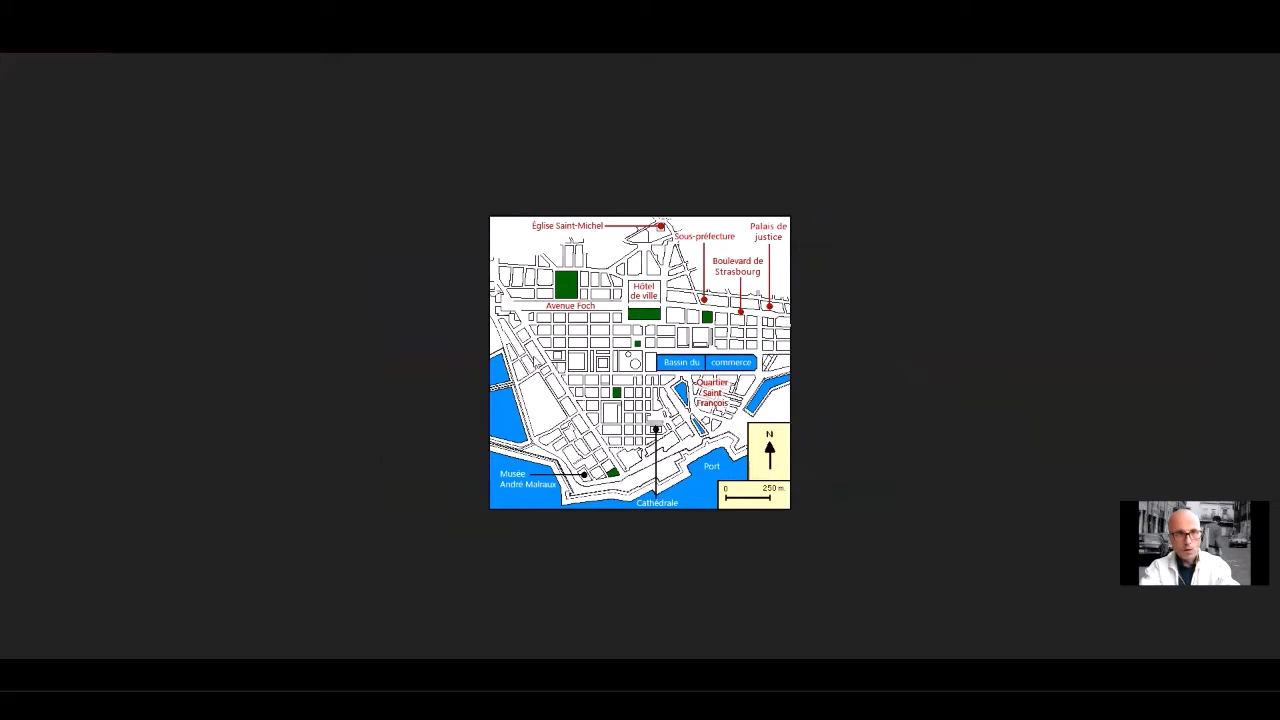 Église Saint-Michel
Palais de
justice
Sous-préfecture
Boulevard de
Strasbourg
Hôtel
de ville
Avenue Foch
Bassin du commerce
Quartier
Saint
François
N
Port
Musée
André Malraux
0 250 m.
Cathédrale